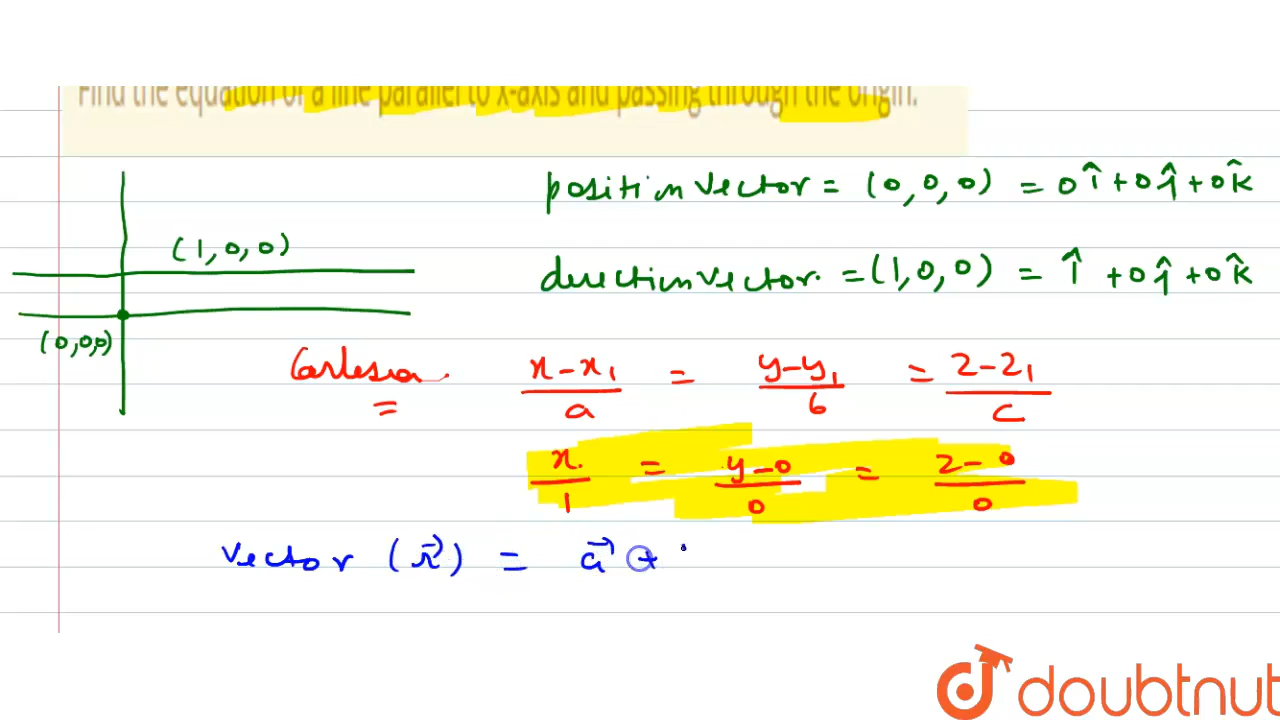 Find the equation of a line parallel to x-axis and passing through the origin.
position vector = (0,0,0) = 0î + 0ĵ + 0k̂
(1,0,0)
direction vector = (1,0,0) = î + 0ĵ + 0k̂
(0,0,0)
Cartesian x-x₁/a = y-y₁/b = z-z₁/c
=
x/1 = y-0/0 = z-0/0
vector (r⃗) = a⃗ +
doubtnut